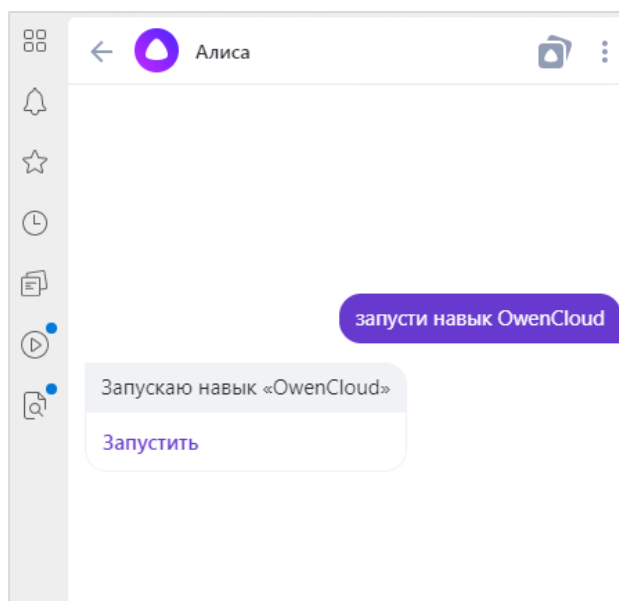 Алиса
запусти навык OwenCloud
Запускаю навык «OwenCloud»
Запустить